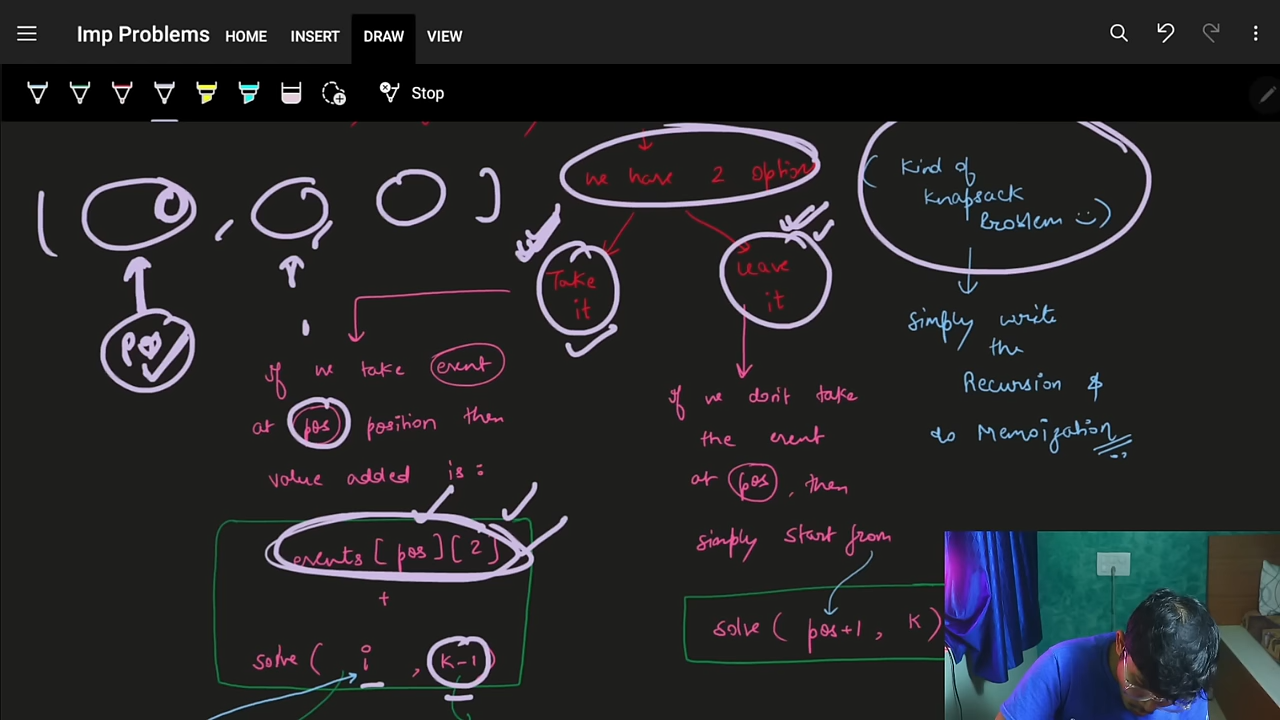 Imp Problems HOME INSERT DRAW VIEW
Stop
we have 2 option
Take
it
Leave
it
( Kind of
Knapsack
Problem :) )
simply write
the
Recursion &
do Memoization
pos
If we take event
at pos position then
value added is :
events [ pos ] [ 2 ]
+
solve ( i , K-1 )
If we don't take
the event
at pos , then
simply start from
solve ( pos+1 , K )